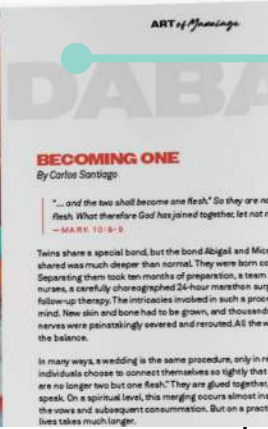 ART of Marriage
DABA
BECOMING ONE
By Carlos Santiago
"... and the two shall become one flesh." So they are no
flesh. What therefore God has joined together, let not m
— MARK 10:8-9
Twins share a special bond, but the bond Abigail and Mic
shared was much deeper than normal. They were born co
Separating them took ten months of preparation, a team
nurses, a carefully choreographed 24-hour marathon surg
follow-up therapy. The intricacies involved in such a proce
mind. New skin and bone had to be grown, and thousand
nerves were painstakingly severed and rerouted. All the w
the balance.
In many ways, a wedding is the same procedure, only in re
individuals choose to connect themselves so tightly that
are no longer two but one flesh." They are glued together,
speak. On a spiritual level, this merging occurs almost ins
the vows and subsequent consummation. But on a pract
lives takes much longer.